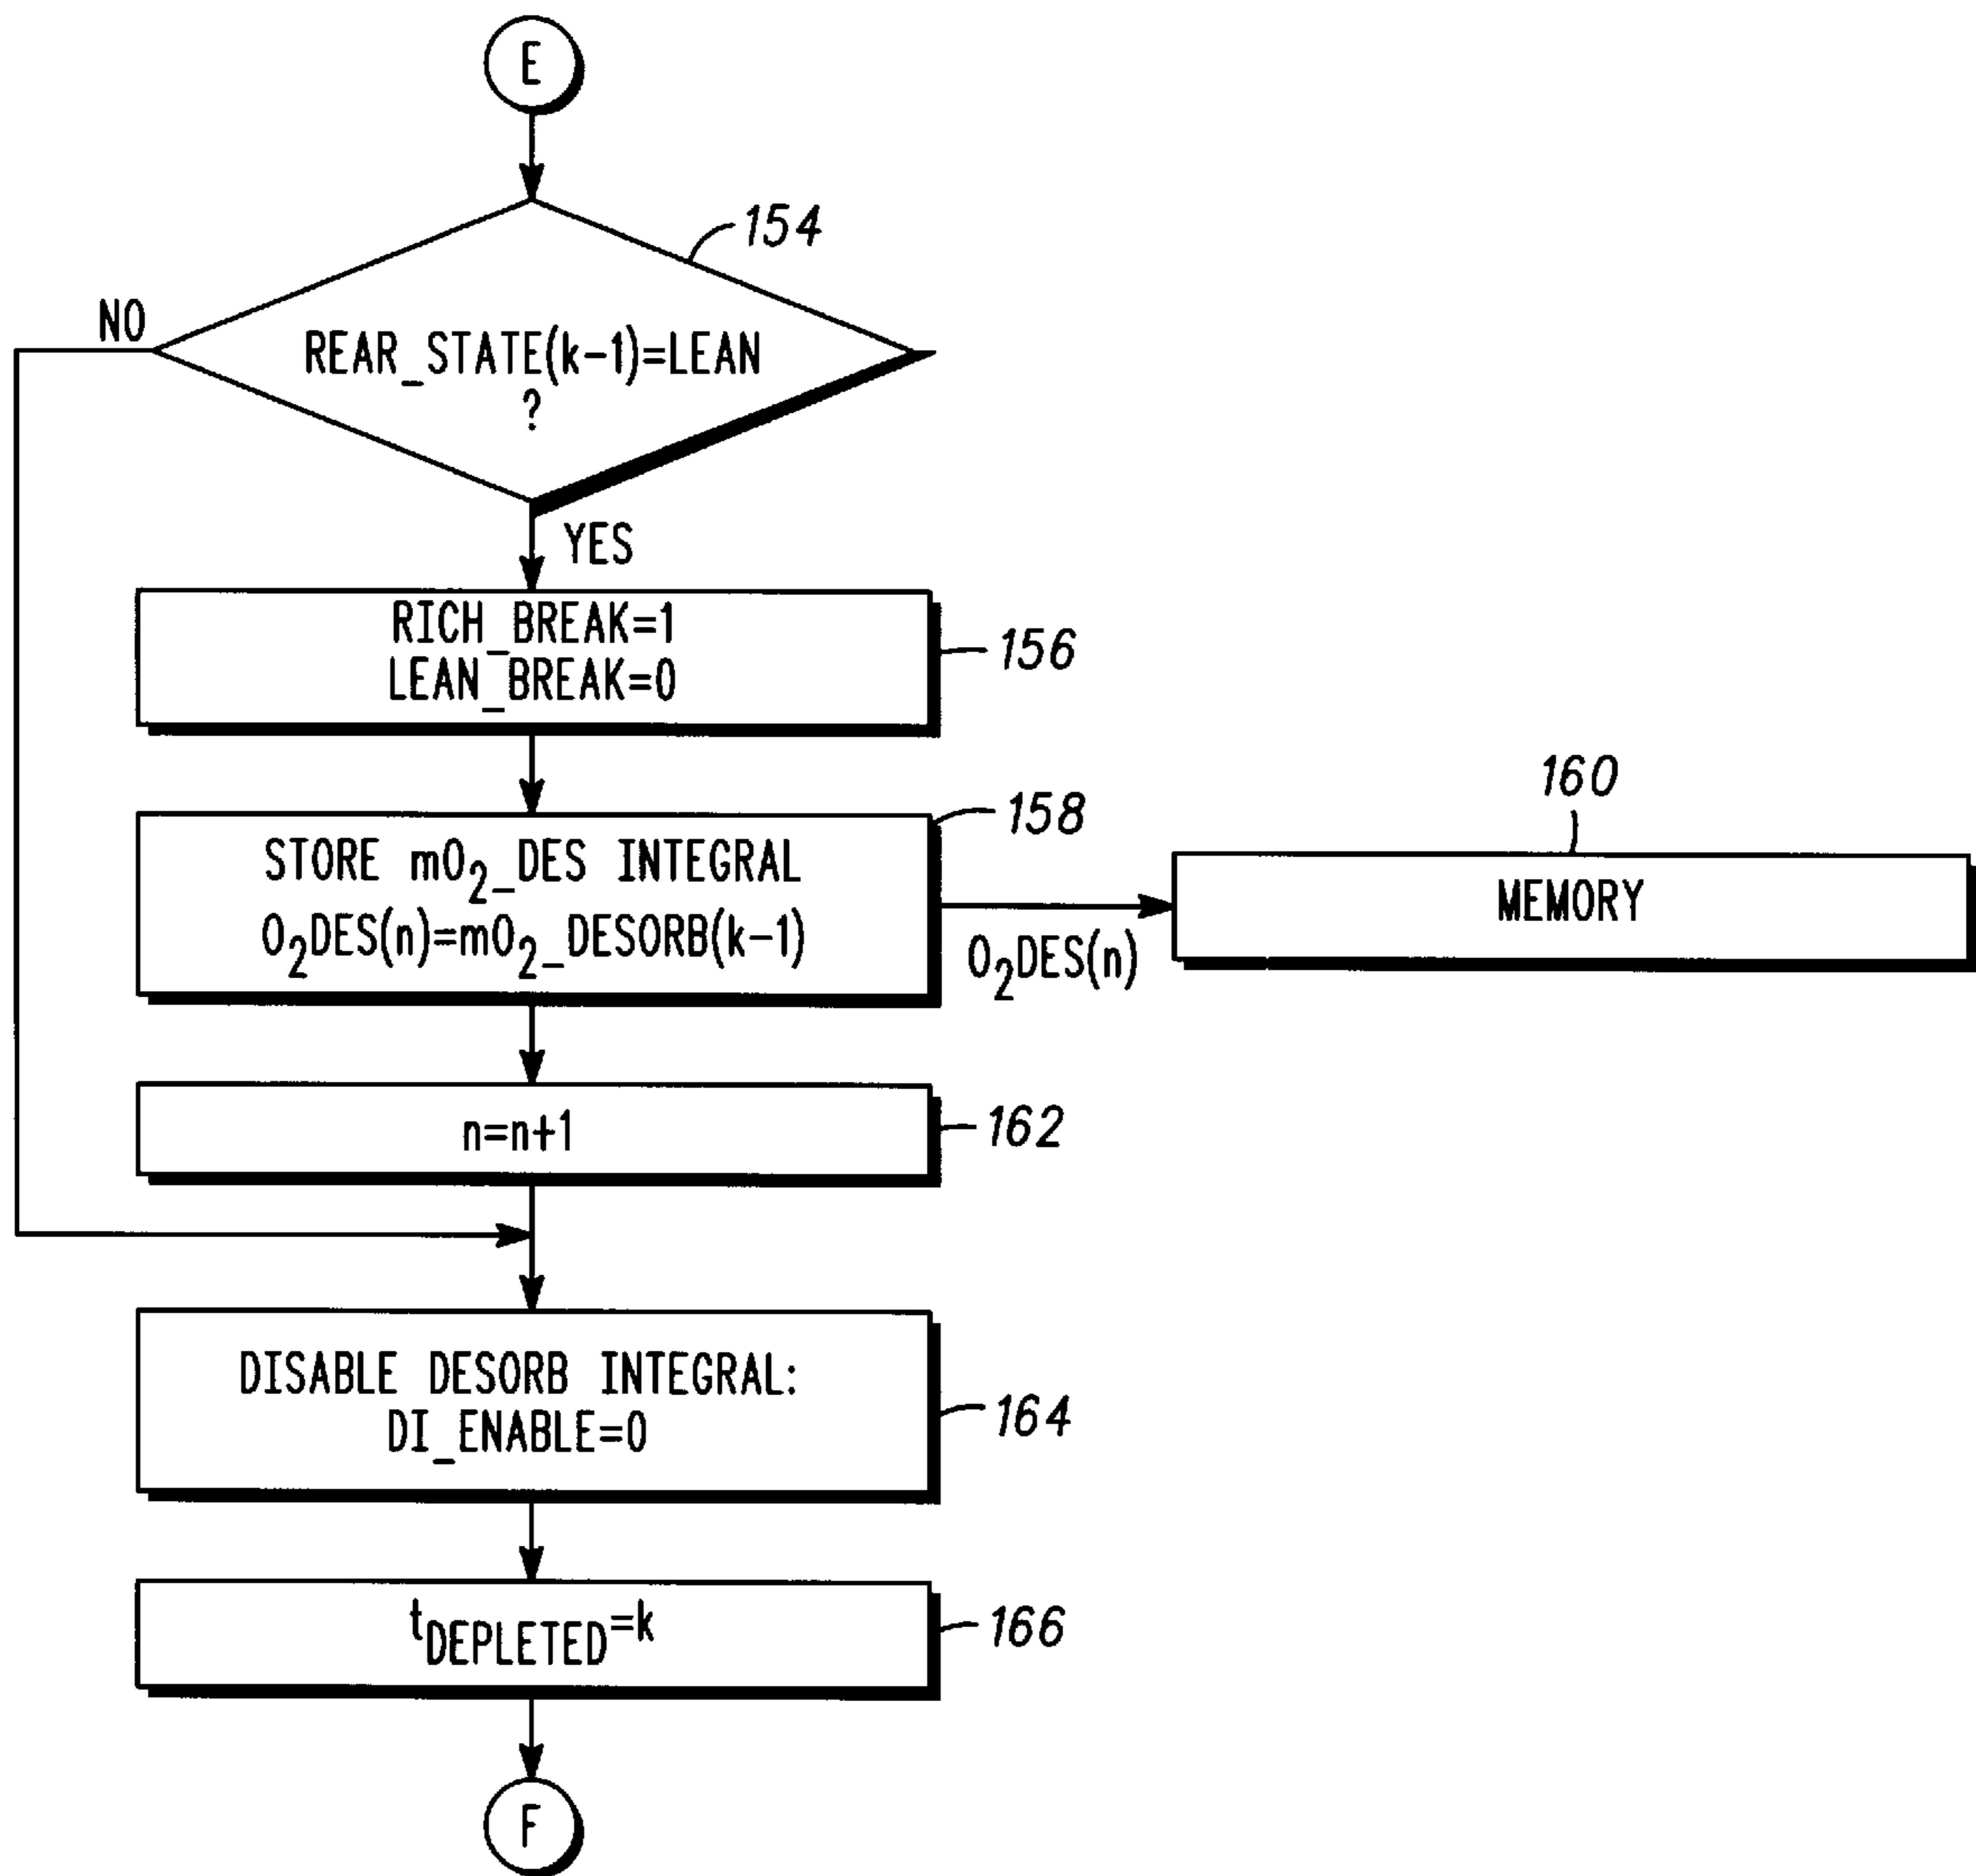 E
154
NO
REAR_STATE(k-1)=LEAN
?
YES
RICH_BREAK=1
LEAN_BREAK=0
156
160
158
STORE mO₂_DES INTEGRAL
O₂DES(n)=mO₂_DESORB(k-1)
MEMORY
O₂DES(n)
n=n+1
162
DISABLE DESORB INTEGRAL:
DI_ENABLE=0
164
tDEPLETED=k
166
F